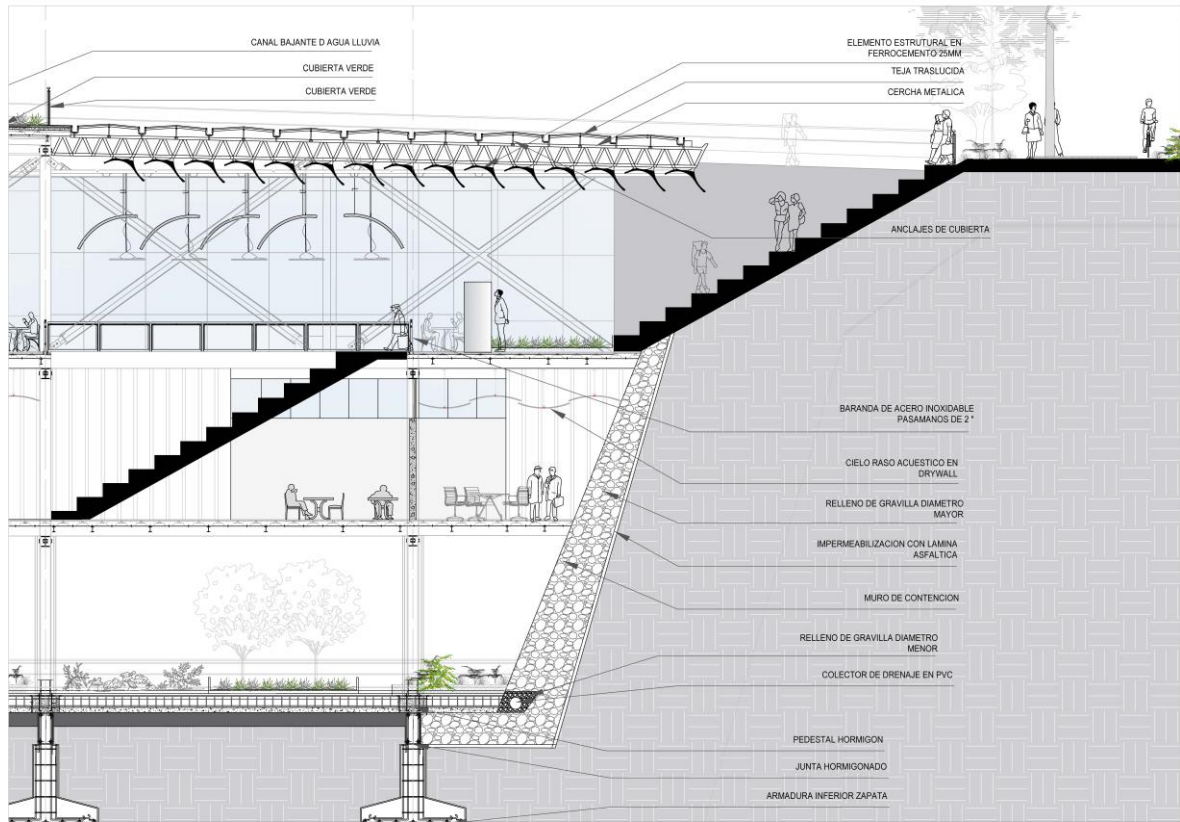 CANAL BAJANTE D AGUA LLUVIA
CUBIERTA VERDE
CUBIERTA VERDE
ELEMENTO ESTRUTURAL EN
FERROCEMENTO 25MM
TEJA TRASLUCIDA
CERCHA METALICA
ANCLAJES DE CUBIERTA
BARANDA DE ACERO INOXIDABLE
PASAMANOS DE 2 "
CIELO RASO ACUESTICO EN
DRYWALL
RELLENO DE GRAVILLA DIAMETRO
MAYOR
IMPERMEABILIZACION CON LAMINA
ASFALTICA
MURO DE CONTENCION
RELLENO DE GRAVILLA DIAMETRO
MENOR
COLECTOR DE DRENAJE EN PVC
PEDESTAL HORMIGON
JUNTA HORMIGONADO
ARMADURA INFERIOR ZAPATA